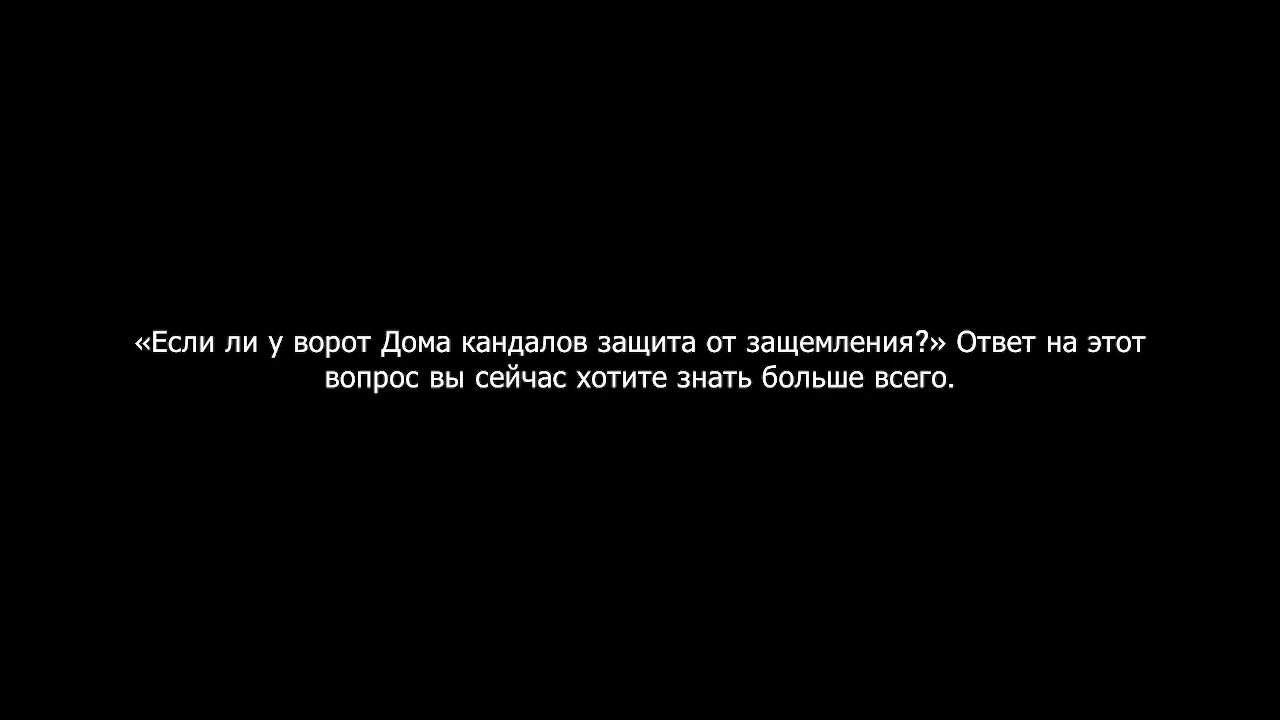 «Если ли у ворот Дома кандалов защита от защемления?» Ответ на этот
вопрос вы сейчас хотите знать больше всего.